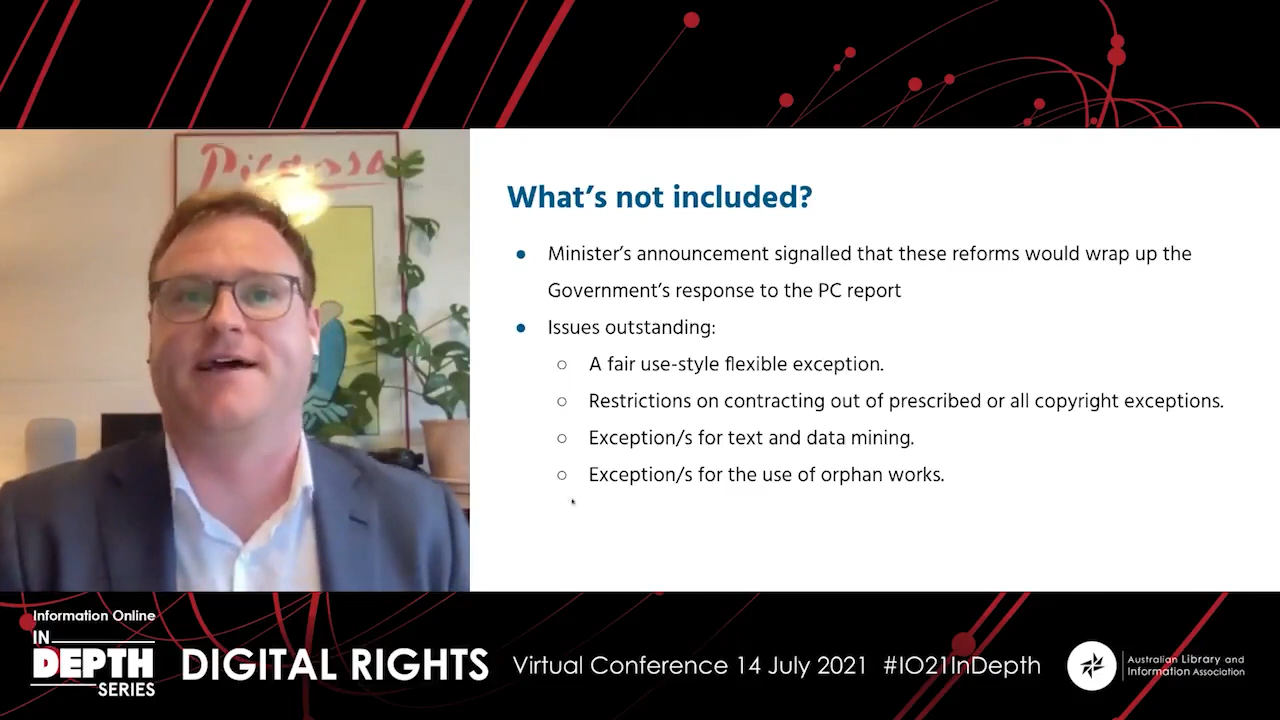 Picasso
What's not included?
● Minister's announcement signalled that these reforms would wrap up the
Government's response to the PC report
● Issues outstanding:
○ A fair use-style flexible exception.
○ Restrictions on contracting out of prescribed or all copyright exceptions.
○ Exception/s for text and data mining.
○ Exception/s for the use of orphan works.
Information Online
IN
DEPTH
SERIES
DIGITAL RIGHTS
Virtual Conference 14 July 2021 #IO21InDepth
Australian Library and
Information Association